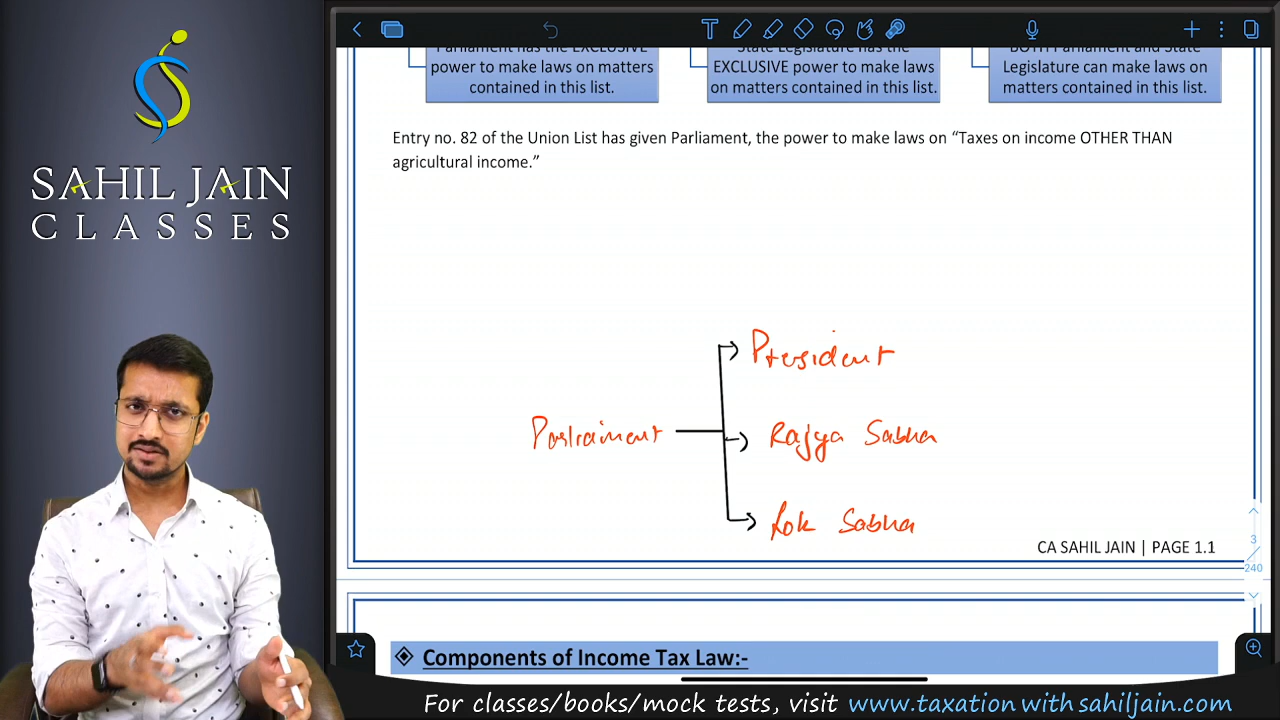 SAHIL JAIN
CLASSES
Parliament has the EXCLUSIVE
power to make laws on matters
contained in this list.
State Legislature has the
EXCLUSIVE power to make laws
on matters contained in this list.
BOTH Parliament and State
Legislature can make laws on
matters contained in this list.
Entry no. 82 of the Union List has given Parliament, the power to make laws on “Taxes on income OTHER THAN
agricultural income.”
President
Parliament
Rajya Sabha
Lok Sabha
CA SAHIL JAIN | PAGE 1.1
3
240
Components of Income Tax Law:-
For classes/books/mock tests, visit www.taxationwithsahiljain.com